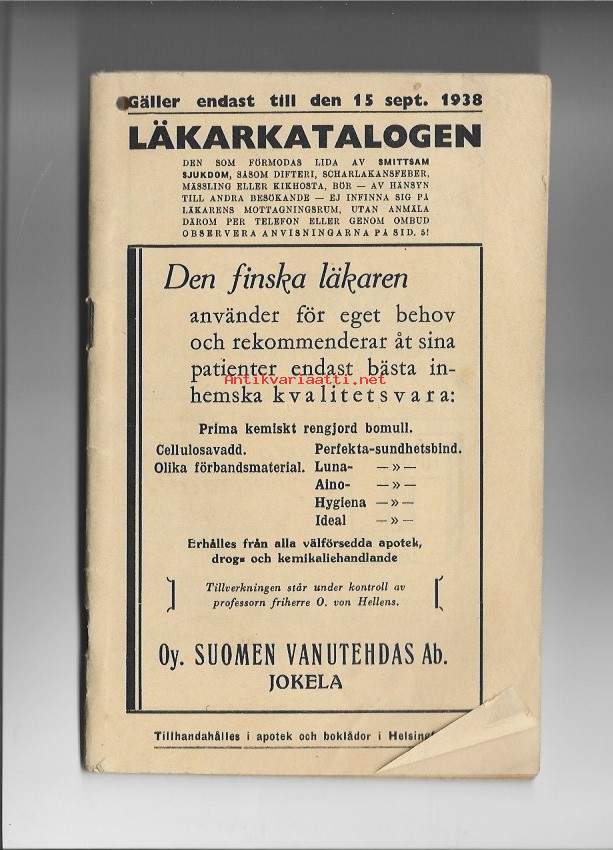 Gäller endast till den 15 sept. 1938
LÄKARKATALOGEN
DEN SOM FÖRMODAS LIDA AV SMITTSAM
SJUKDOM, SÅSOM DIFTERI, SCHARLAKANSFEBER,
MÄSSLING ELLER KIKHOSTA, BÖR — AV HÄNSYN
TILL ANDRA BESÖKANDE — EJ INFINNA SIG PÅ
LÄKARENS MOTTAGNINGSRUM, UTAN ANMÄLA
DÄROM PER TELEFON ELLER GENOM OMBUD
OBSERVERA ANVISNINGARNA PÅ SID. 5!
Den finska läkaren
använder för eget behov
och rekommenderar åt sina
patienter endast bästa in-
Antikvariaatti.net
hemska kvalitetsvara:
Prima kemiskt rengjord bomull.
Cellulosavadd. Perfekta-sundhetsbind.
Olika förbandsmaterial. Luna- —»—
Aino- —»—
Hygiena —»—
Ideal —»—
Erhålles från alla välförsedda apotek,
drog- och kemikaliehandlande
Tillverkningen står under kontroll av
professorn friherre O. von Hellens.
Oy. SUOMEN VANUTEHDAS Ab.
JOKELA
Tillhandahålles i apotek och boklådor i Helsing